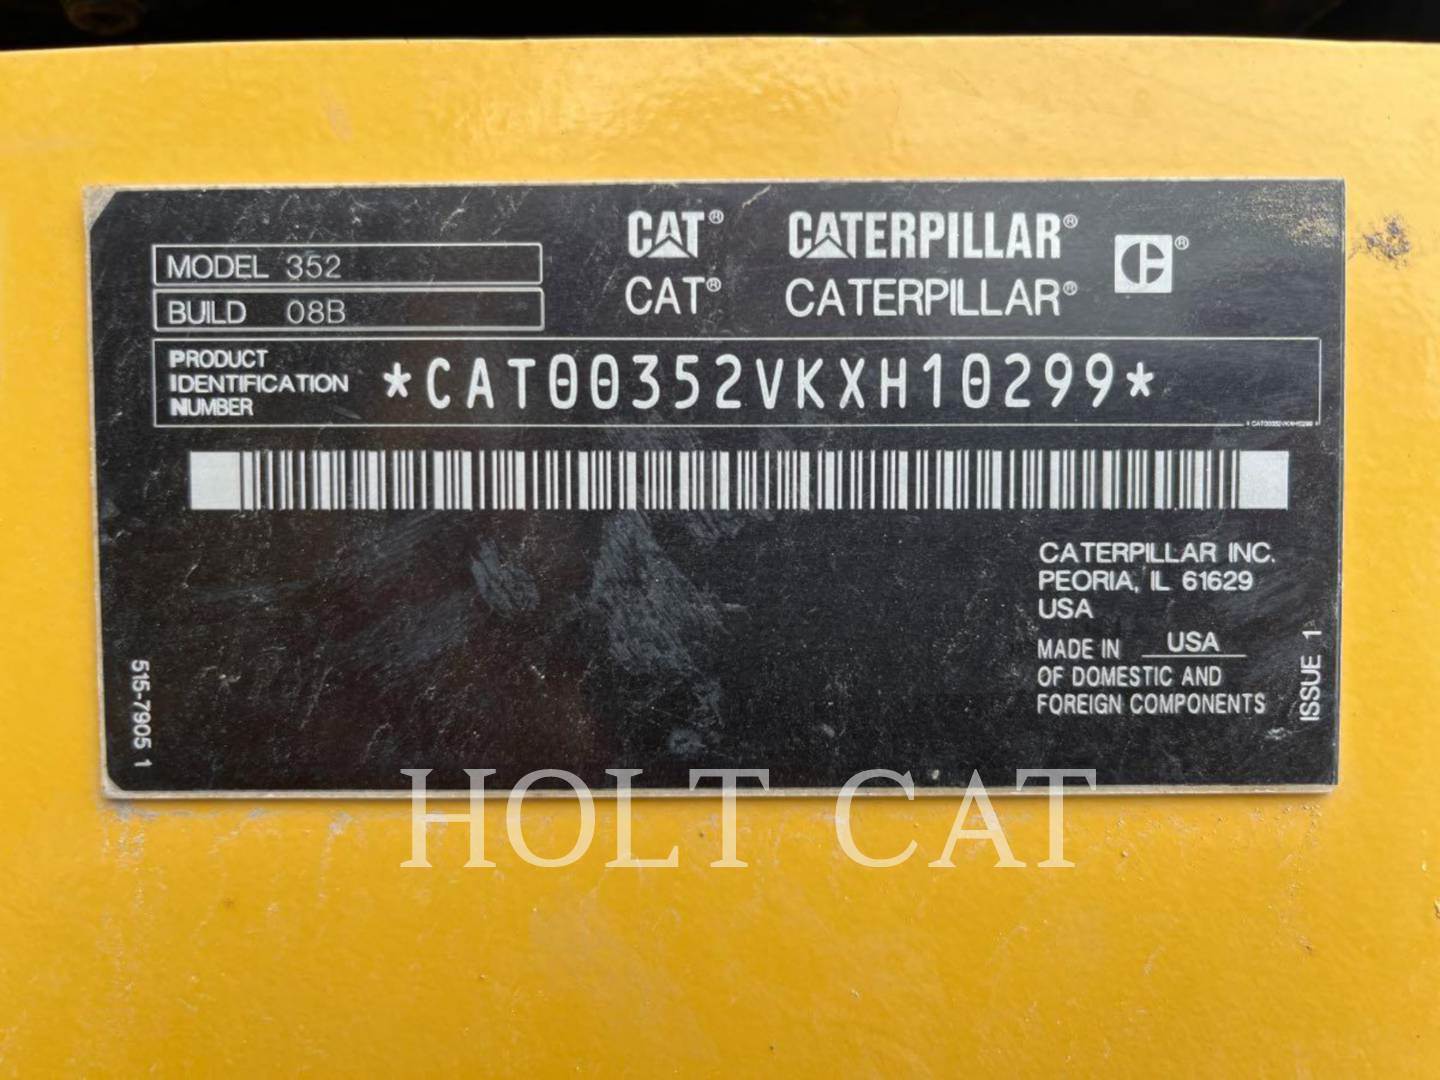 CAT® CATERPILLAR® ®
CAT® CATERPILLAR®
MODEL 352
BUILD 08B
PRODUCT
IDENTIFICATION
NUMBER
*CAT00352VKXH10299*
*CAT00352VKXH10299*
CATERPILLAR INC.
PEORIA, IL 61629
USA
MADE IN USA
OF DOMESTIC AND
FOREIGN COMPONENTS
515-7905 1
ISSUE 1
HOLT CAT